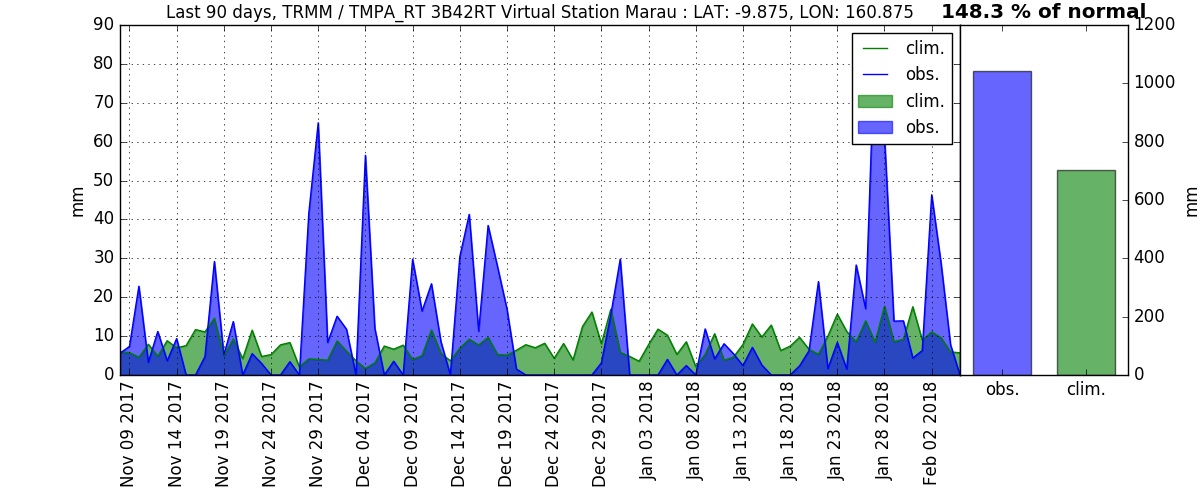 Last 90 days, TRMM / TMPA_RT 3B42RT Virtual Station Marau : LAT: -9.875, LON: 160.875
148.3 % of normal
90
80
70
60
50
40
30
20
10
0
mm
clim.
obs.
clim.
obs.
Nov 09 2017
Nov 14 2017
Nov 19 2017
Nov 24 2017
Nov 29 2017
Dec 04 2017
Dec 09 2017
Dec 14 2017
Dec 19 2017
Dec 24 2017
Dec 29 2017
Jan 03 2018
Jan 08 2018
Jan 13 2018
Jan 18 2018
Jan 23 2018
Jan 28 2018
Feb 02 2018
1200
1000
800
600
400
200
0
mm
obs.
clim.